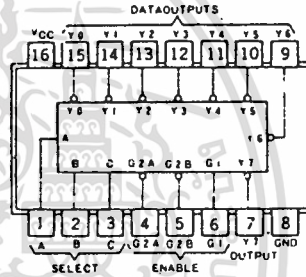 DATA OUTPUTS
VCC Y0 Y1 Y2 Y3 Y4 Y5 Y6
16 15 14 13 12 11 10 9
Y0 Y1 Y2 Y3 Y4 Y5
A Y6
B C G2A G2B G1 Y7
1 2 3 4 5 6 7 8
A B C G2A G2B G1 Y7 GND
OUTPUT
SELECT ENABLE